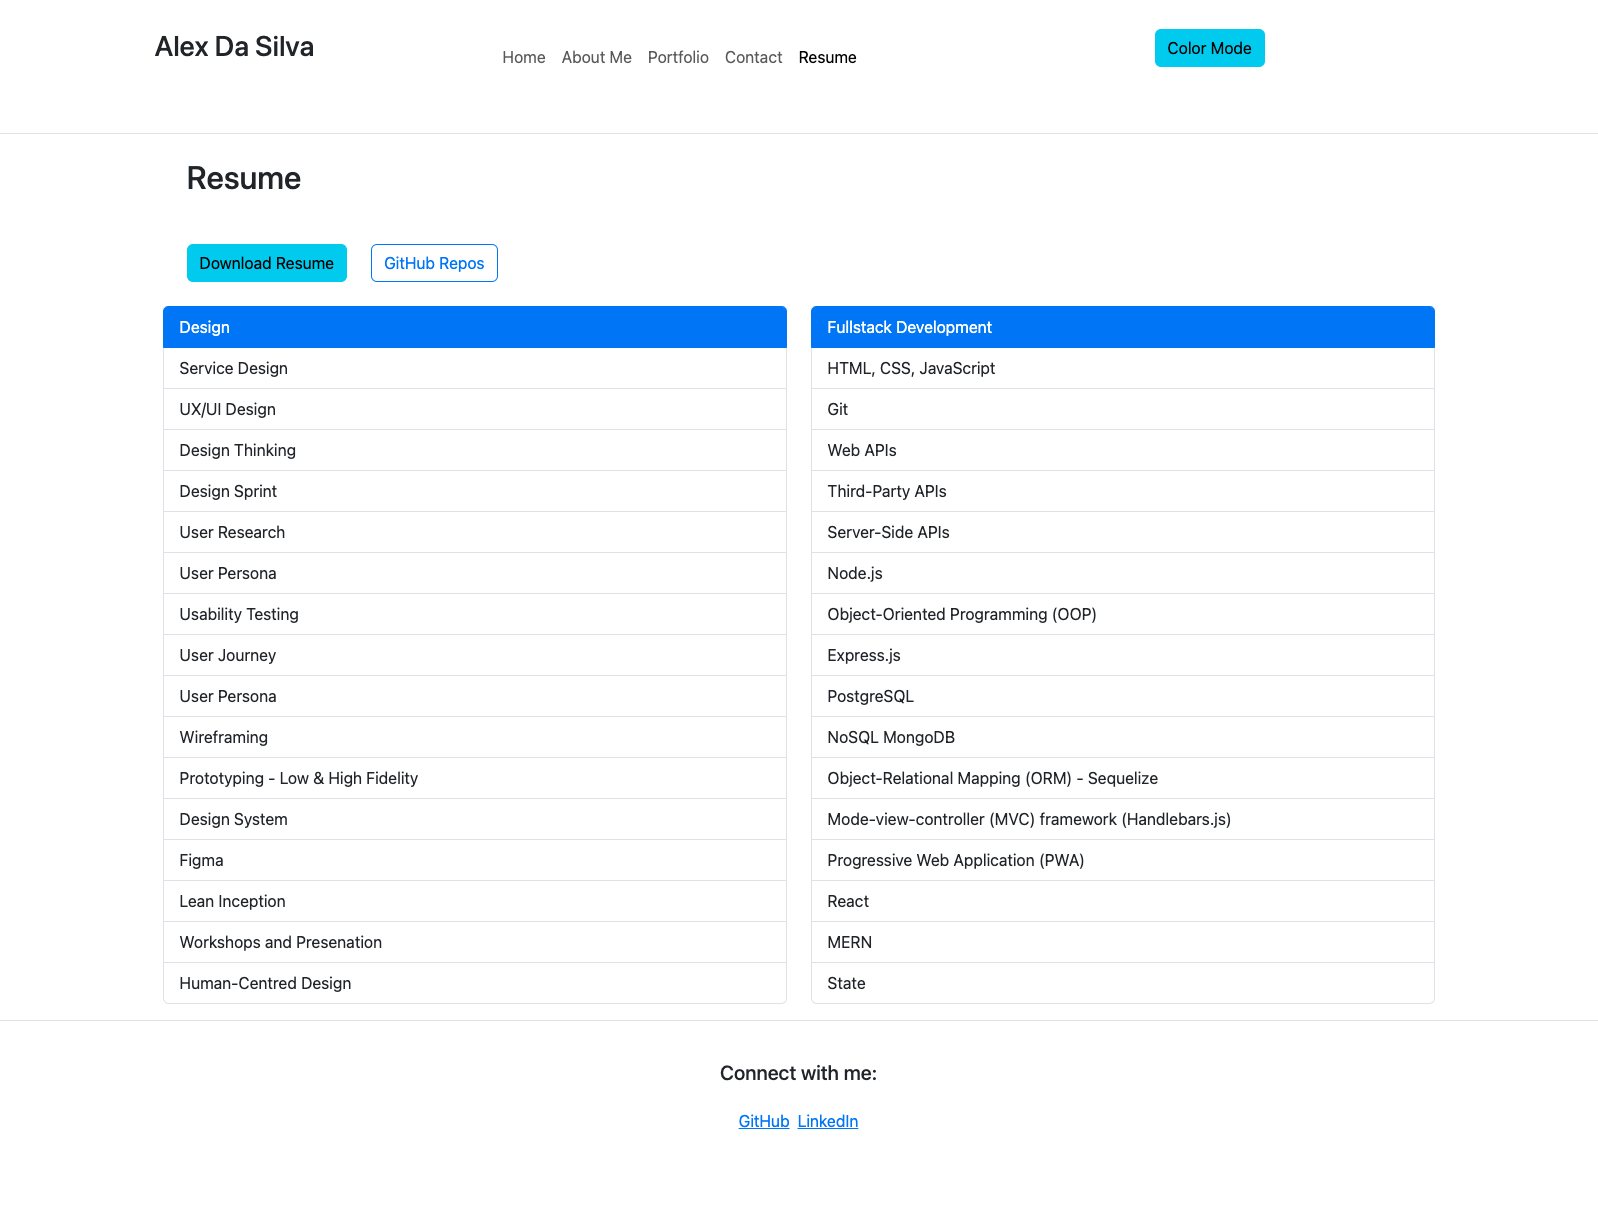 Alex Da Silva
Home About Me Portfolio Contact Resume
Color Mode
Resume
Download Resume
GitHub Repos
Design
Service Design
UX/UI Design
Design Thinking
Design Sprint
User Research
User Persona
Usability Testing
User Journey
User Persona
Wireframing
Prototyping - Low & High Fidelity
Design System
Figma
Lean Inception
Workshops and Presenation
Human-Centred Design
Fullstack Development
HTML, CSS, JavaScript
Git
Web APIs
Third-Party APIs
Server-Side APIs
Node.js
Object-Oriented Programming (OOP)
Express.js
PostgreSQL
NoSQL MongoDB
Object-Relational Mapping (ORM) - Sequelize
Mode-view-controller (MVC) framework (Handlebars.js)
Progressive Web Application (PWA)
React
MERN
State
Connect with me:
GitHub LinkedIn